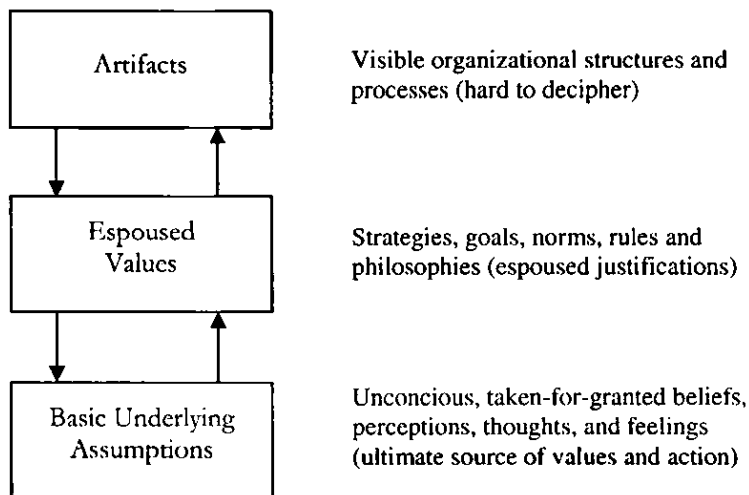 Artifacts
Visible organizational structures and
processes (hard to decipher)
Espoused
Values
Strategies, goals, norms, rules and
philosophies (espoused justifications)
Basic Underlying
Assumptions
Unconcious, taken-for-granted beliefs,
perceptions, thoughts, and feelings
(ultimate source of values and action)